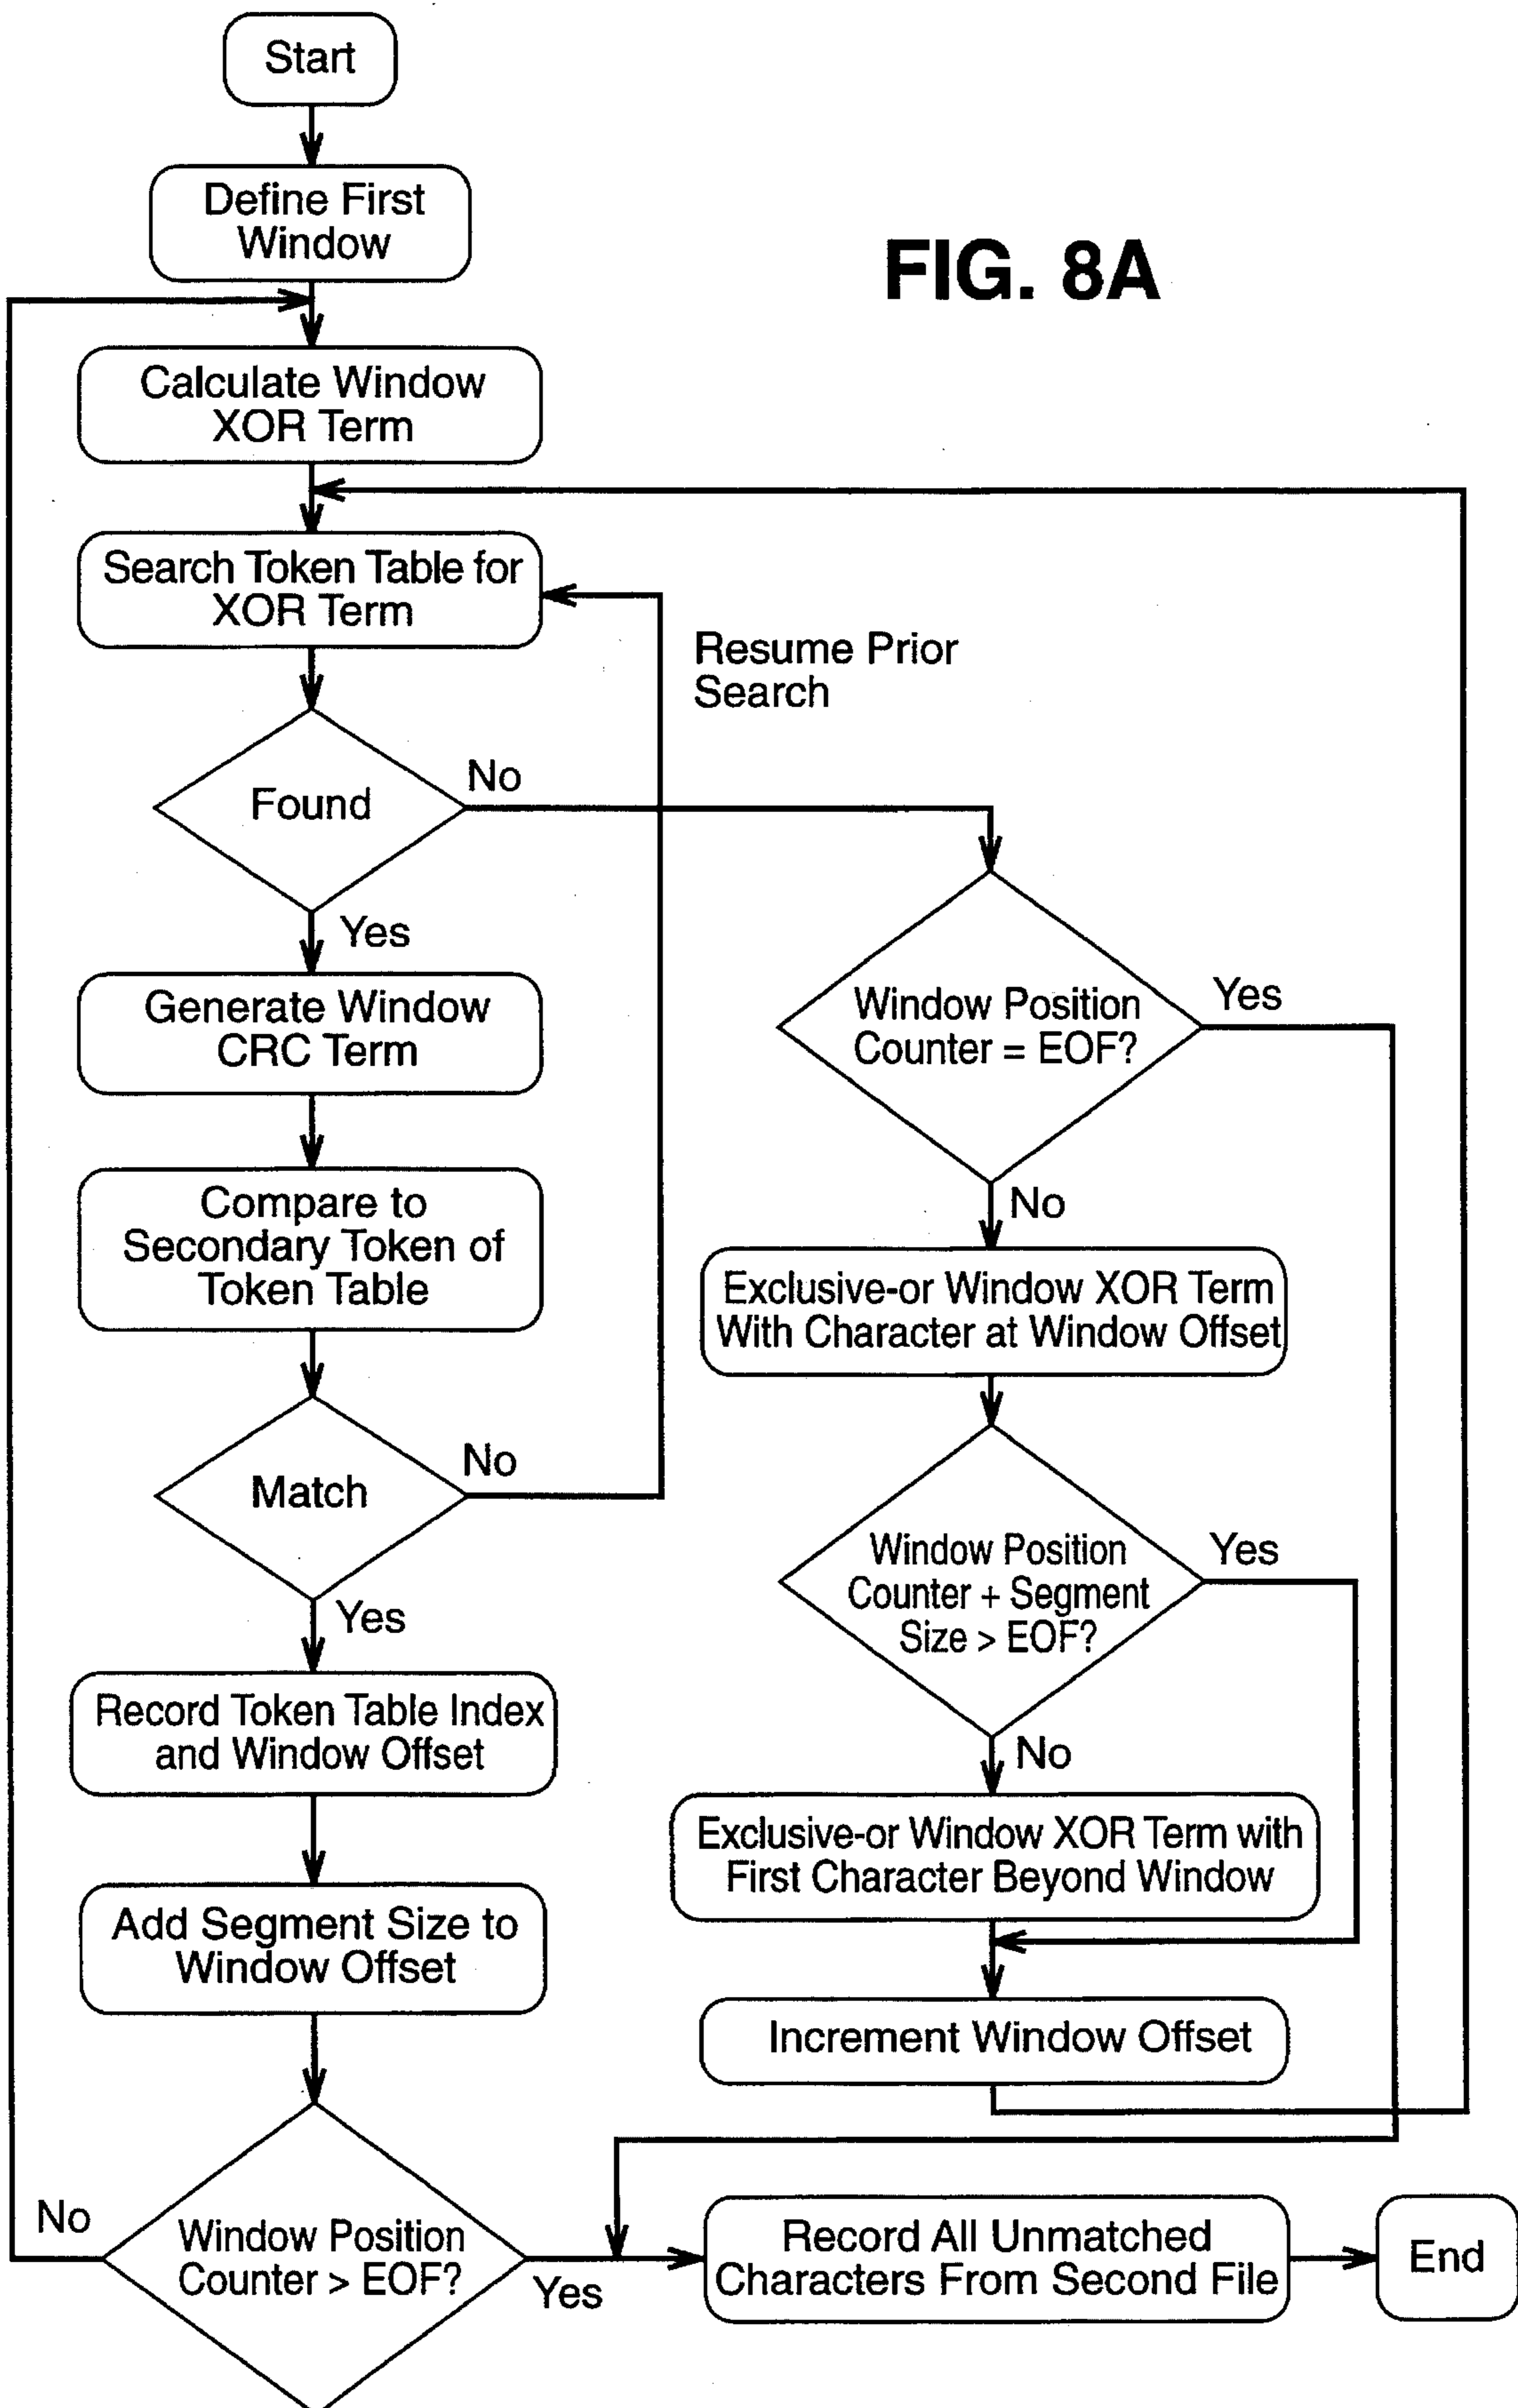 Start
Define First
Window
FIG. 8A
Calculate Window
XOR Term
Search Token Table for
XOR Term
Resume Prior
Search
Found
No
Yes
Generate Window
CRC Term
Compare to
Secondary Token of
Token Table
Match
No
Yes
Record Token Table Index
and Window Offset
Add Segment Size to
Window Offset
No
Window Position
Counter > EOF?
Yes
Window Position
Counter = EOF?
Yes
No
Exclusive-or Window XOR Term
With Character at Window Offset
Window Position
Counter + Segment
Size > EOF?
Yes
No
Exclusive-or Window XOR Term with
First Character Beyond Window
Increment Window Offset
Record All Unmatched
Characters From Second File
End